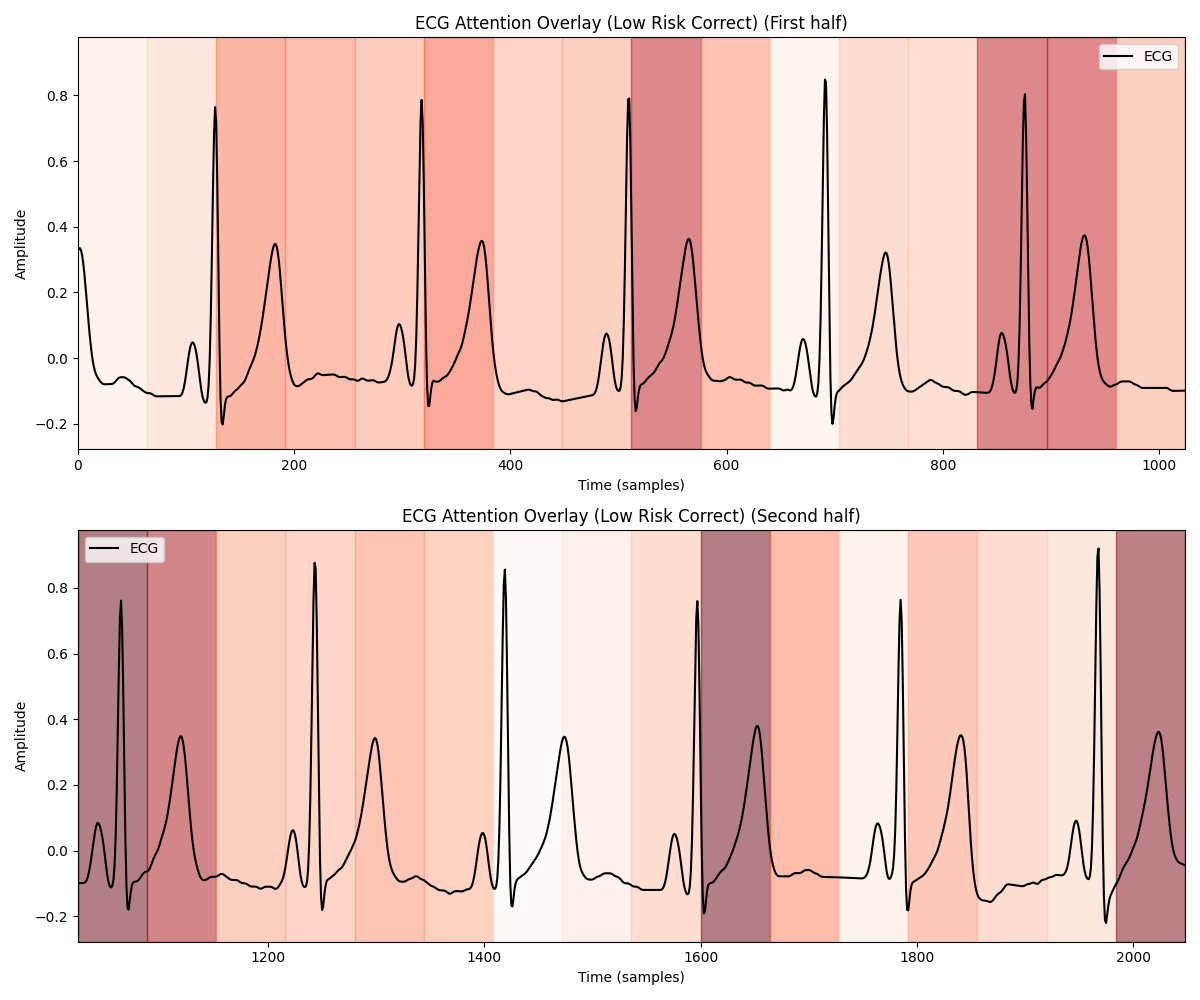 ECG Attention Overlay (Low Risk Correct) (First half)
ECG
Amplitude
0.8
0.6
0.4
0.2
0.0
−0.2
0 200 400 600 800 1000
Time (samples)
ECG Attention Overlay (Low Risk Correct) (Second half)
ECG
Amplitude
0.8
0.6
0.4
0.2
0.0
−0.2
1200 1400 1600 1800 2000
Time (samples)